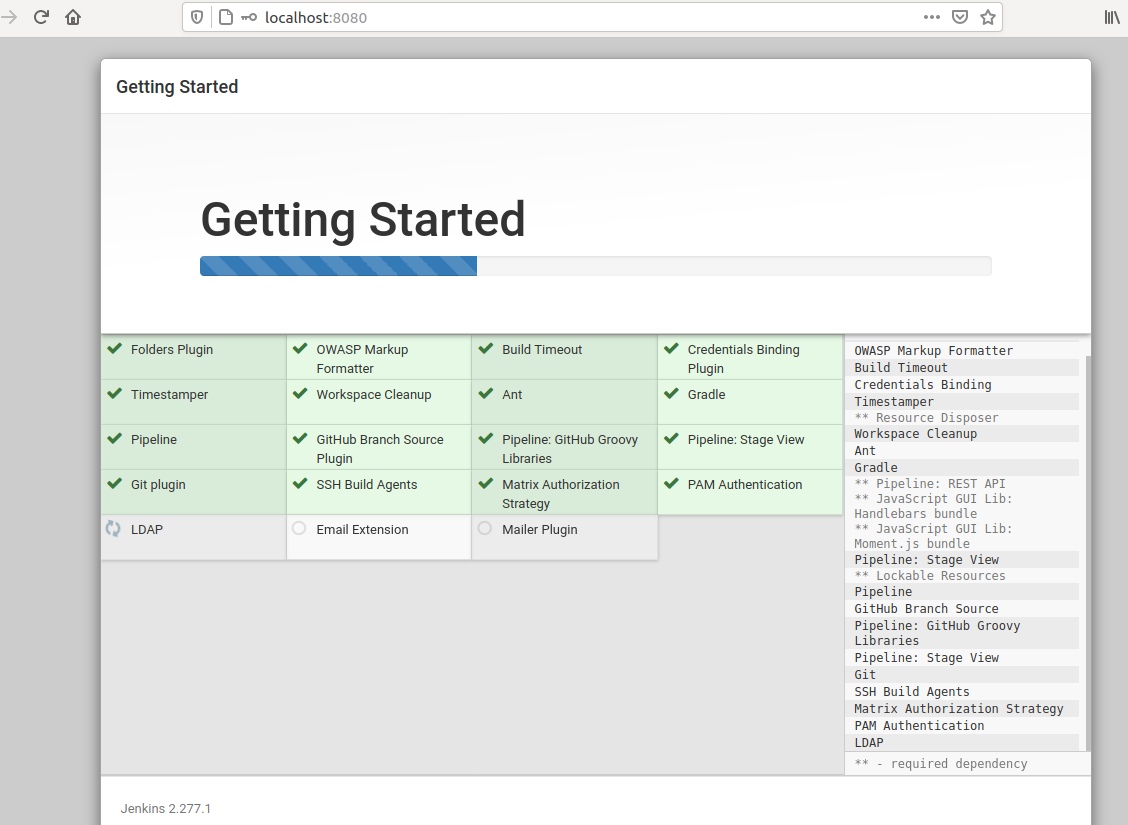 localhost:8080
Getting Started
Getting Started
Folders Plugin
OWASP Markup
Formatter
Build Timeout
Credentials Binding
Plugin
Timestamper
Workspace Cleanup
Ant
Gradle
Pipeline
GitHub Branch Source
Plugin
Pipeline: GitHub Groovy
Libraries
Pipeline: Stage View
Git plugin
SSH Build Agents
Matrix Authorization
Strategy
PAM Authentication
LDAP
Email Extension
Mailer Plugin
OWASP Markup Formatter
Build Timeout
Credentials Binding
Timestamper
** Resource Disposer
Workspace Cleanup
Ant
Gradle
** Pipeline: REST API
** JavaScript GUI Lib:
Handlebars bundle
** JavaScript GUI Lib:
Moment.js bundle
Pipeline: Stage View
** Lockable Resources
Pipeline
GitHub Branch Source
Pipeline: GitHub Groovy
Libraries
Pipeline: Stage View
Git
SSH Build Agents
Matrix Authorization Strategy
PAM Authentication
LDAP
** - required dependency
Jenkins 2.277.1